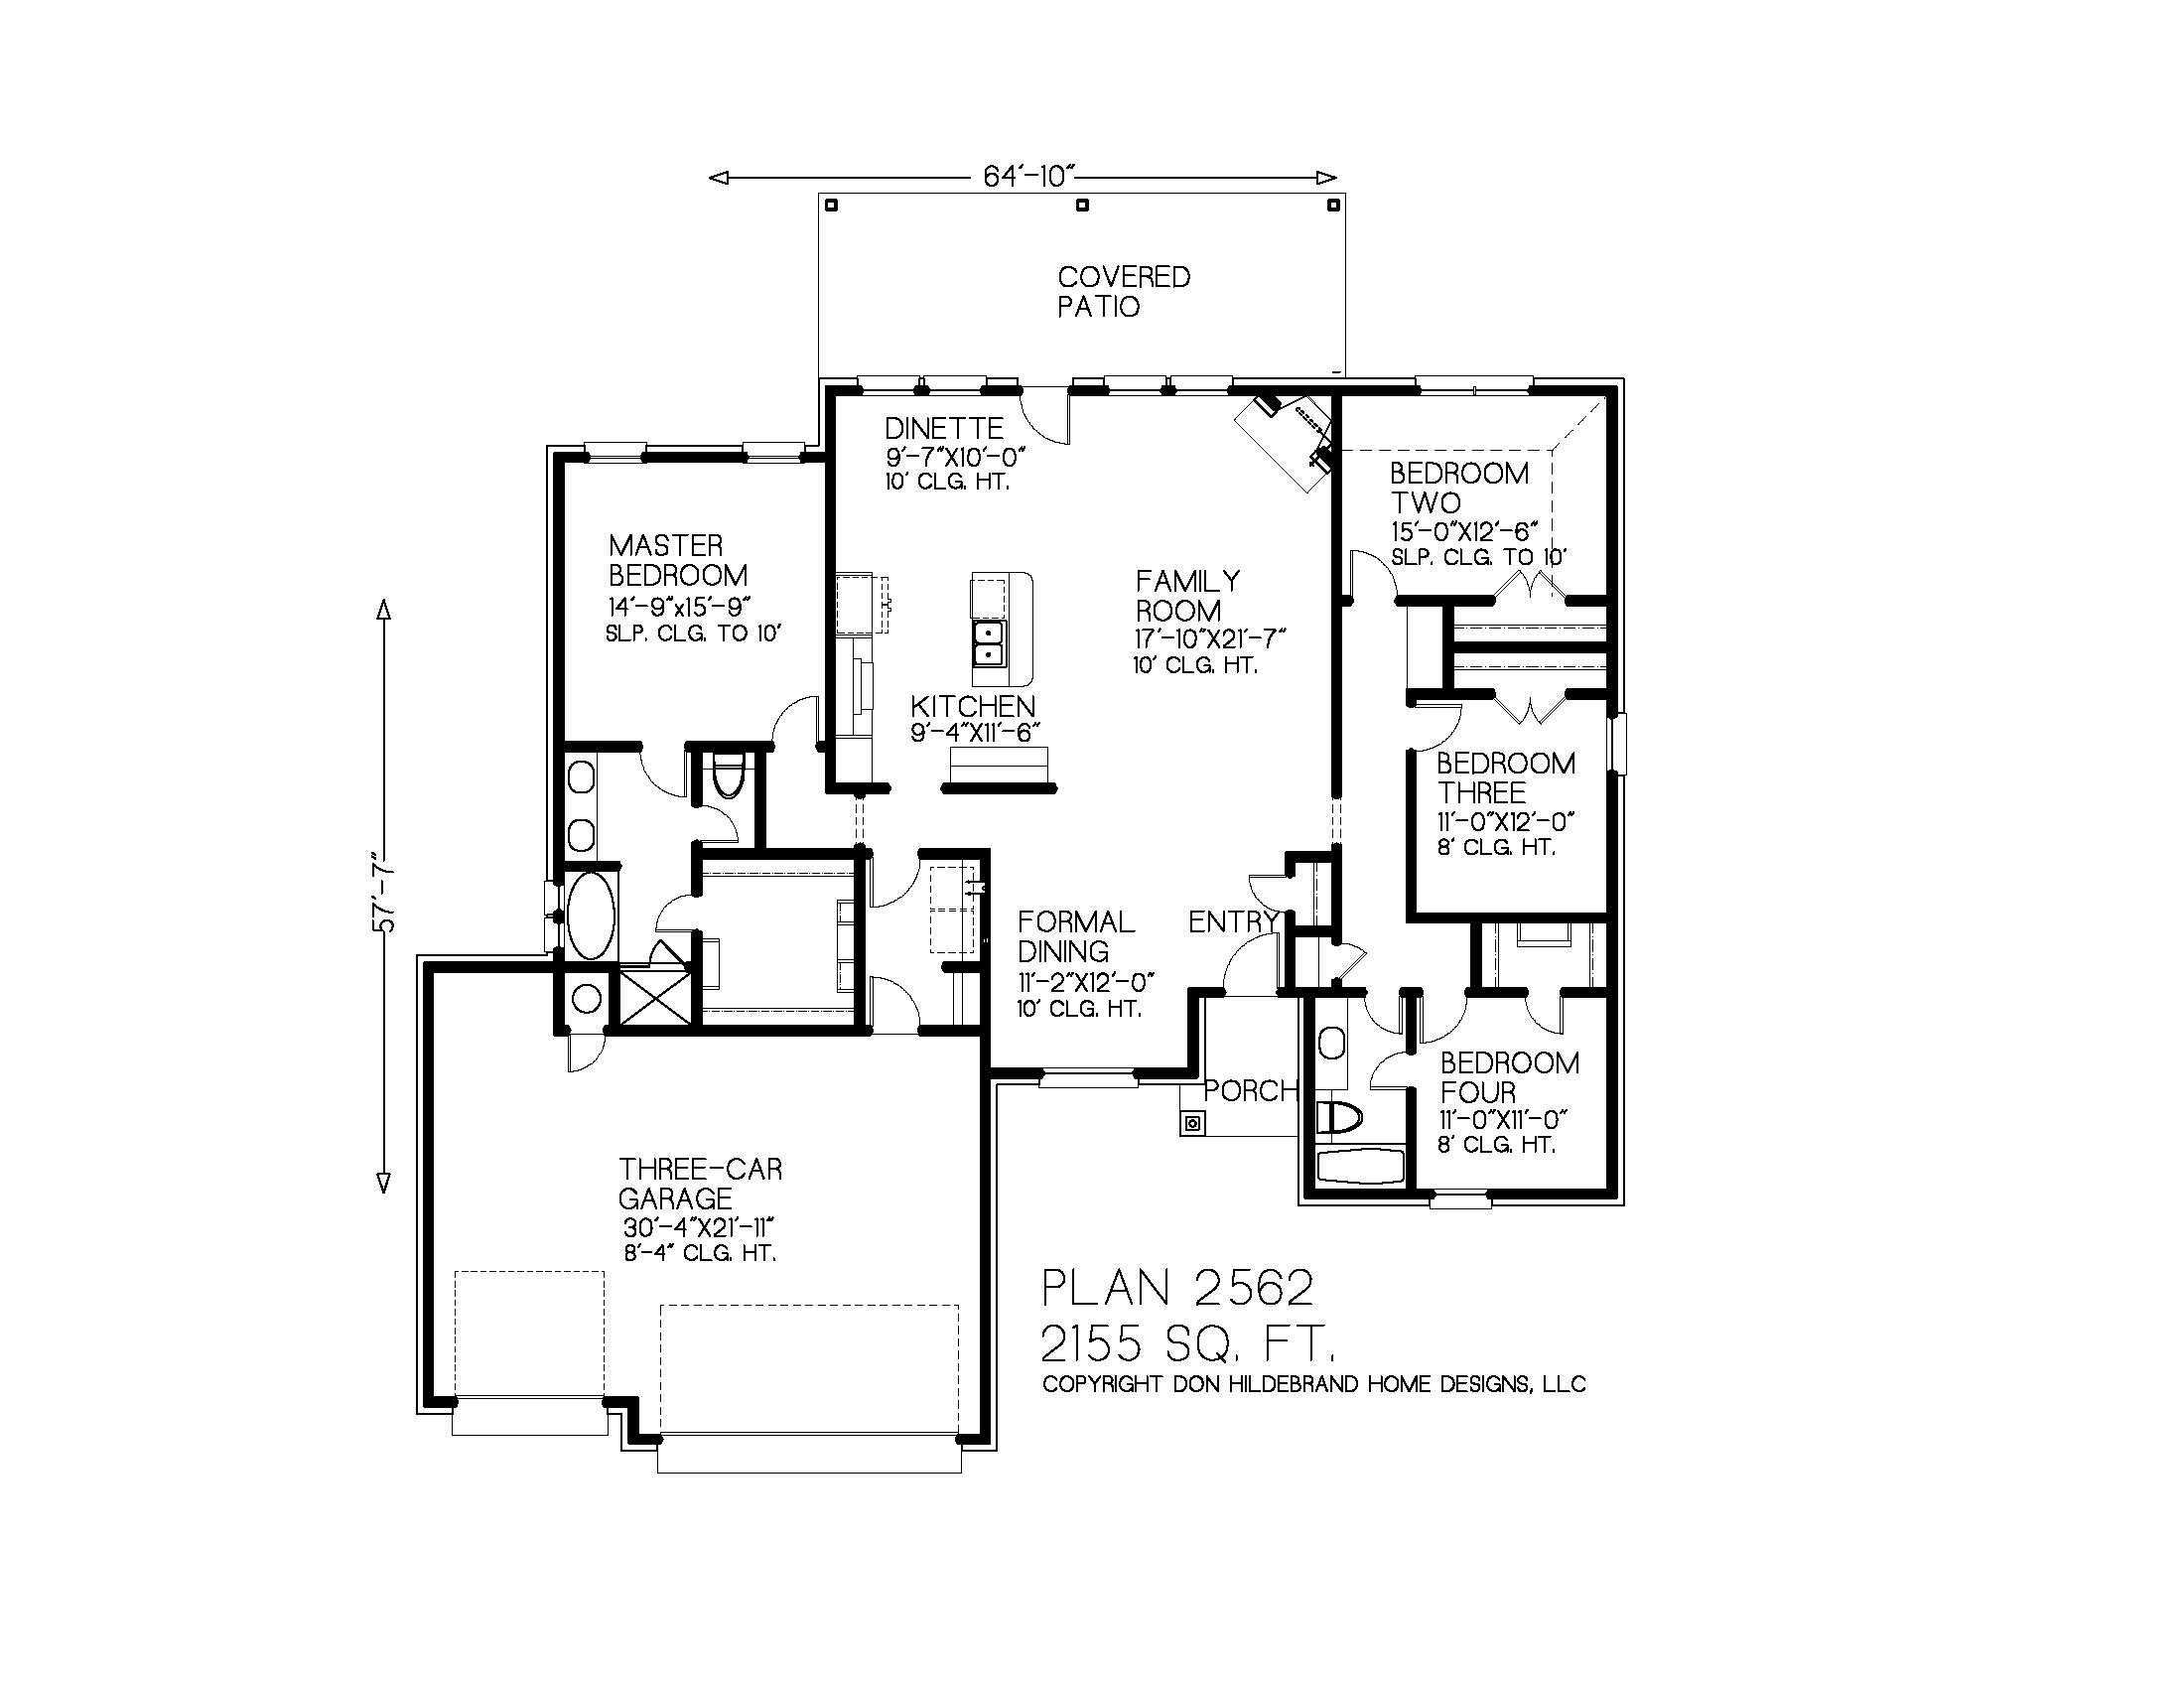 64'-10"
COVERED
PATIO
DINETTE
9'-7"X10'-0"
10' CLG. HT.
BEDROOM
TWO
15'-0"X12'-6"
SLP. CLG. TO 10'
MASTER
BEDROOM
14'-9"x15'-9"
SLP. CLG. TO 10'
FAMILY
ROOM
17'-10"X21'-7"
10' CLG. HT.
KITCHEN
9'-4"X11'-6"
BEDROOM
THREE
11'-0"X12'-0"
8' CLG. HT.
57'-7"
FORMAL
DINING
11'-2"X12'-0"
10' CLG. HT.
ENTRY
PORCH
BEDROOM
FOUR
11'-0"X11'-0"
8' CLG. HT.
THREE-CAR
GARAGE
30'-4"X21'-11"
8'-4" CLG. HT.
PLAN 2562
2155 SQ. FT.
COPYRIGHT DON HILDEBRAND HOME DESIGNS, LLC